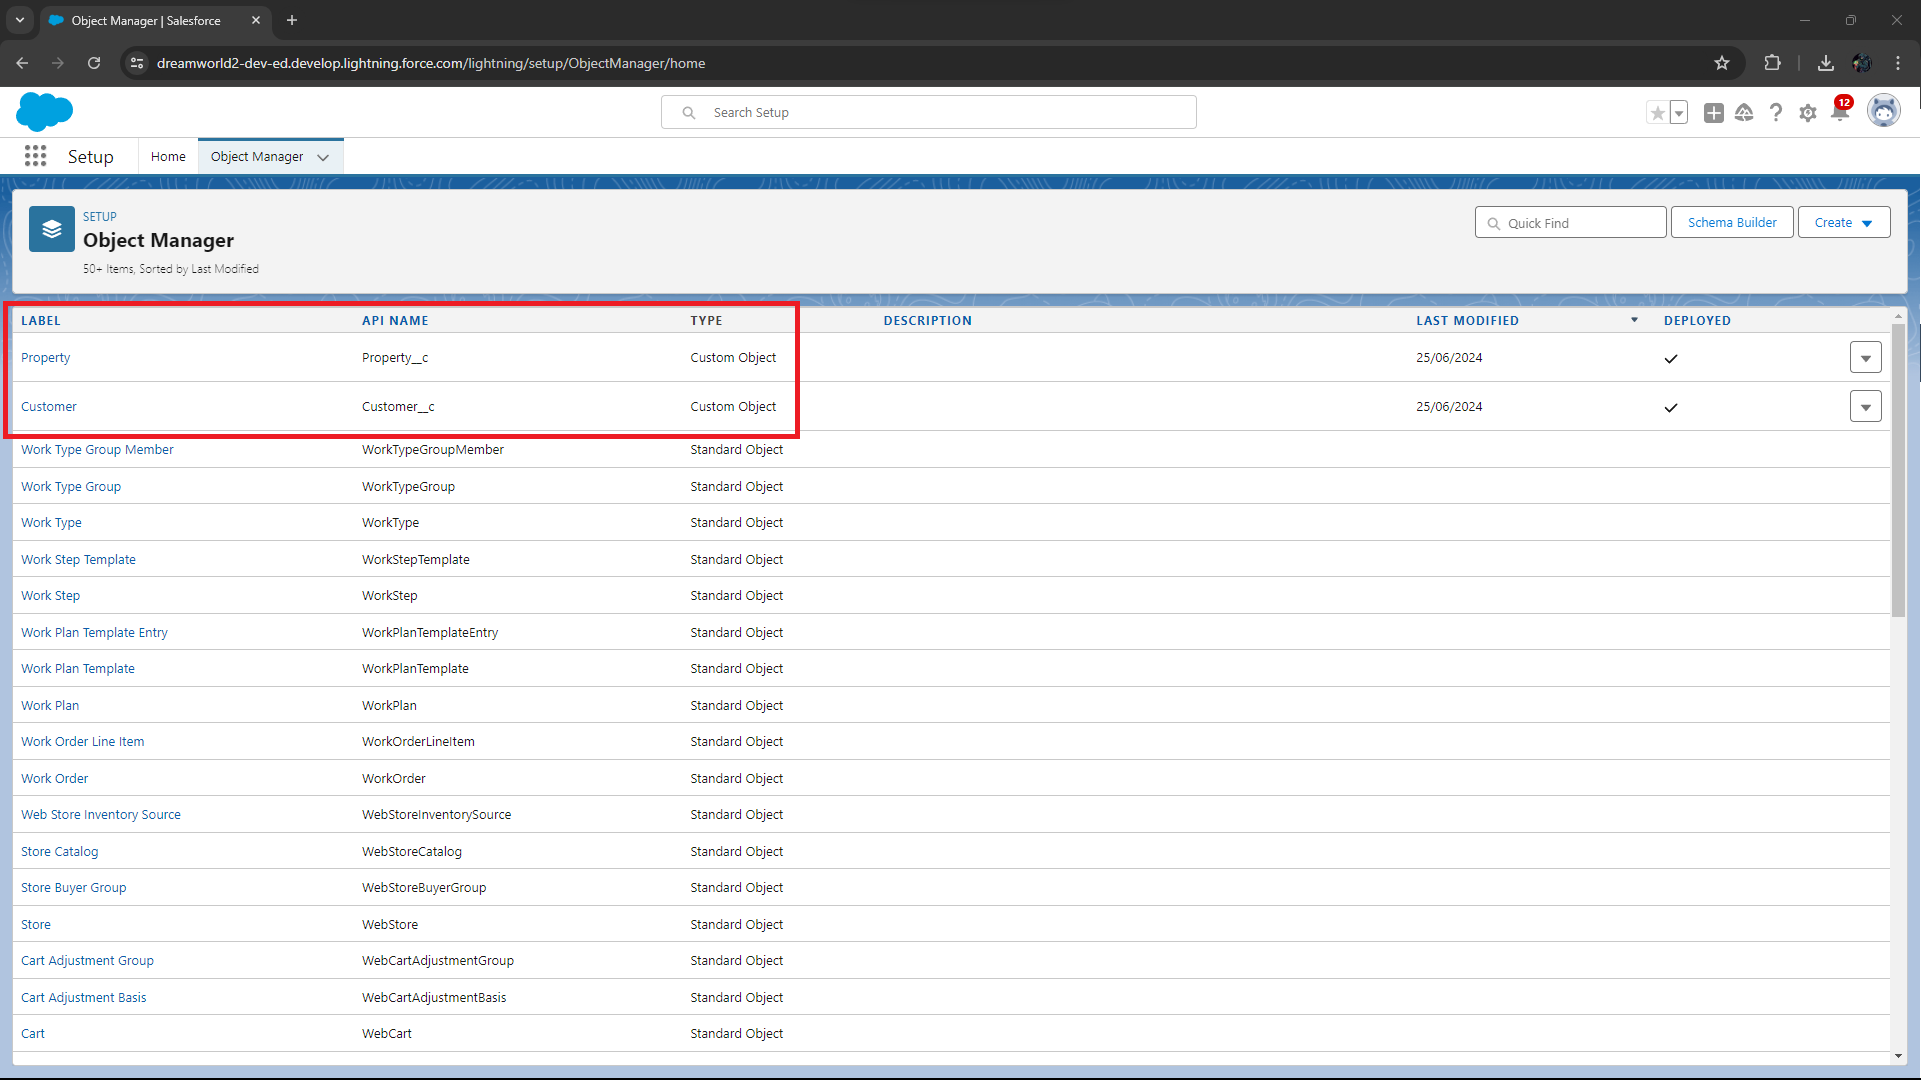 Object Manager | Salesforce
dreamworld2-dev-ed.develop.lightning.force.com/lightning/setup/ObjectManager/home
Search Setup
12
Setup Home Object Manager
SETUP
Object Manager
50+ Items, Sorted by Last Modified
Quick Find Schema Builder Create
LABEL API NAME TYPE DESCRIPTION LAST MODIFIED DEPLOYED
Property Property__c Custom Object 25/06/2024
Customer Customer__c Custom Object 25/06/2024
Work Type Group Member WorkTypeGroupMember Standard Object
Work Type Group WorkTypeGroup Standard Object
Work Type WorkType Standard Object
Work Step Template WorkStepTemplate Standard Object
Work Step WorkStep Standard Object
Work Plan Template Entry WorkPlanTemplateEntry Standard Object
Work Plan Template WorkPlanTemplate Standard Object
Work Plan WorkPlan Standard Object
Work Order Line Item WorkOrderLineItem Standard Object
Work Order WorkOrder Standard Object
Web Store Inventory Source WebStoreInventorySource Standard Object
Store Catalog WebStoreCatalog Standard Object
Store Buyer Group WebStoreBuyerGroup Standard Object
Store WebStore Standard Object
Cart Adjustment Group WebCartAdjustmentGroup Standard Object
Cart Adjustment Basis WebCartAdjustmentBasis Standard Object
Cart WebCart Standard Object